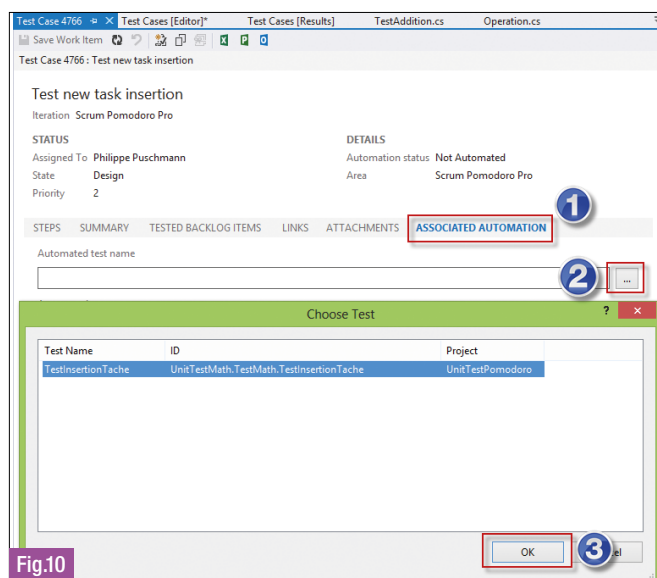 Test Case 4766 Test Cases [Editor]* Test Cases [Results] TestAddition.cs Operation.cs
Save Work Item
Test Case 4766 : Test new task insertion
Test new task insertion
Iteration Scrum Pomodoro Pro
STATUS DETAILS
Assigned To Philippe Puschmann Automation status Not Automated
State Design Area Scrum Pomodoro Pro
Priority 2
1
STEPS SUMMARY TESTED BACKLOG ITEMS LINKS ATTACHMENTS ASSOCIATED AUTOMATION
Automated test name
2 ...
Choose Test ?
Test Name ID Project
TestInsertionTache UnitTestMath.TestMath.TestInsertionTache UnitTestPomodoro
OK 3
Fig.10